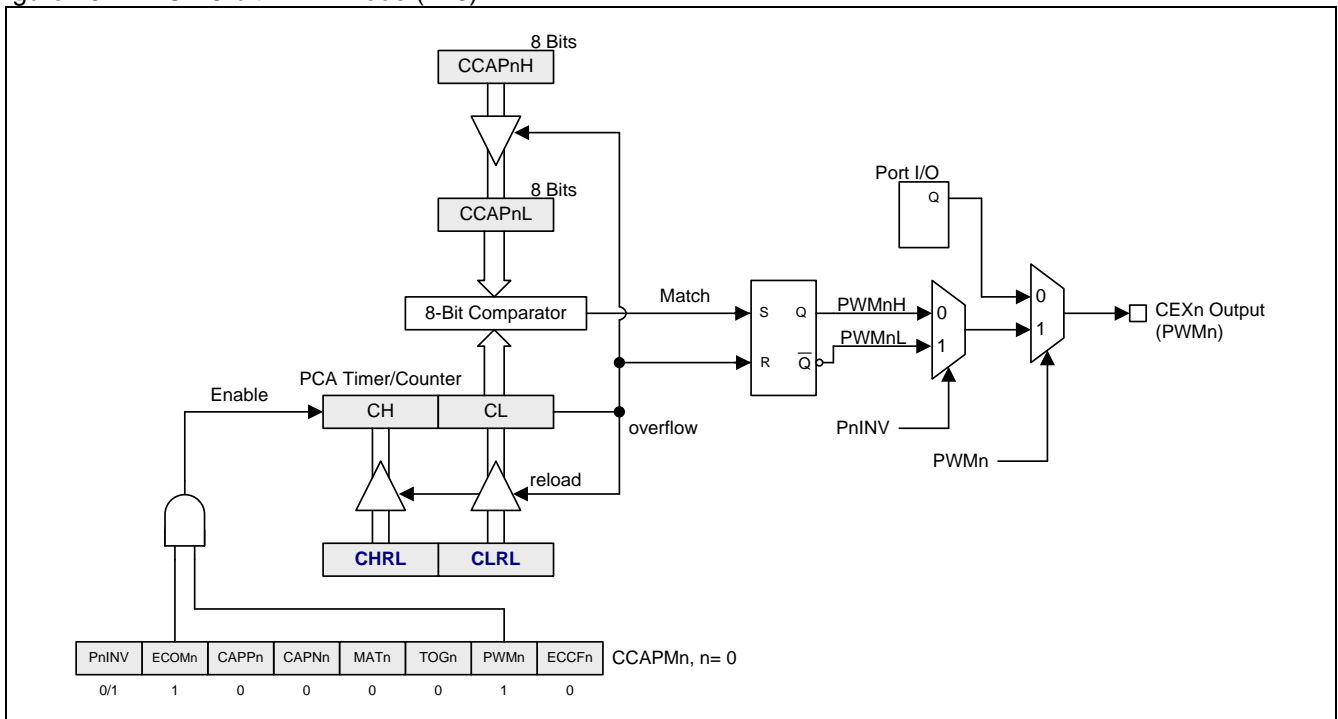 8 Bits
CCAPnH
Port I/O
Q
8 Bits
CCAPnL
Match
8-Bit Comparator
S Q
R Q
PWMnH
PWMnL
0
1
0
1
CEXn Output
(PWMn)
PCA Timer/Counter
Enable
CH CL
overflow
PnINV
PWMn
reload
CHRL CLRL
PnINV ECOMn CAPPn CAPNn MATn TOGn PWMn ECCFn CCAPMn, n= 0
0/1 1 0 0 0 0 1 0